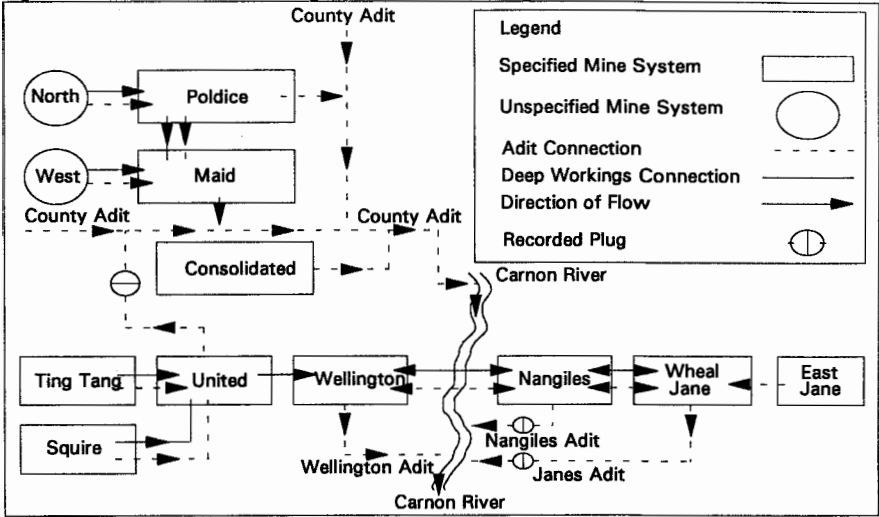 County Adit
Legend
Specified Mine System
Unspecified Mine System
Adit Connection
Deep Workings Connection
Direction of Flow
Recorded Plug
North
Poldice
West
Maid
County Adit
County Adit
Consolidated
Carnon River
Ting Tang
United
Wellington
Nangiles
Wheal
Jane
East
Jane
Squire
Nangiles Adit
Wellington Adit
Janes Adit
Carnon River